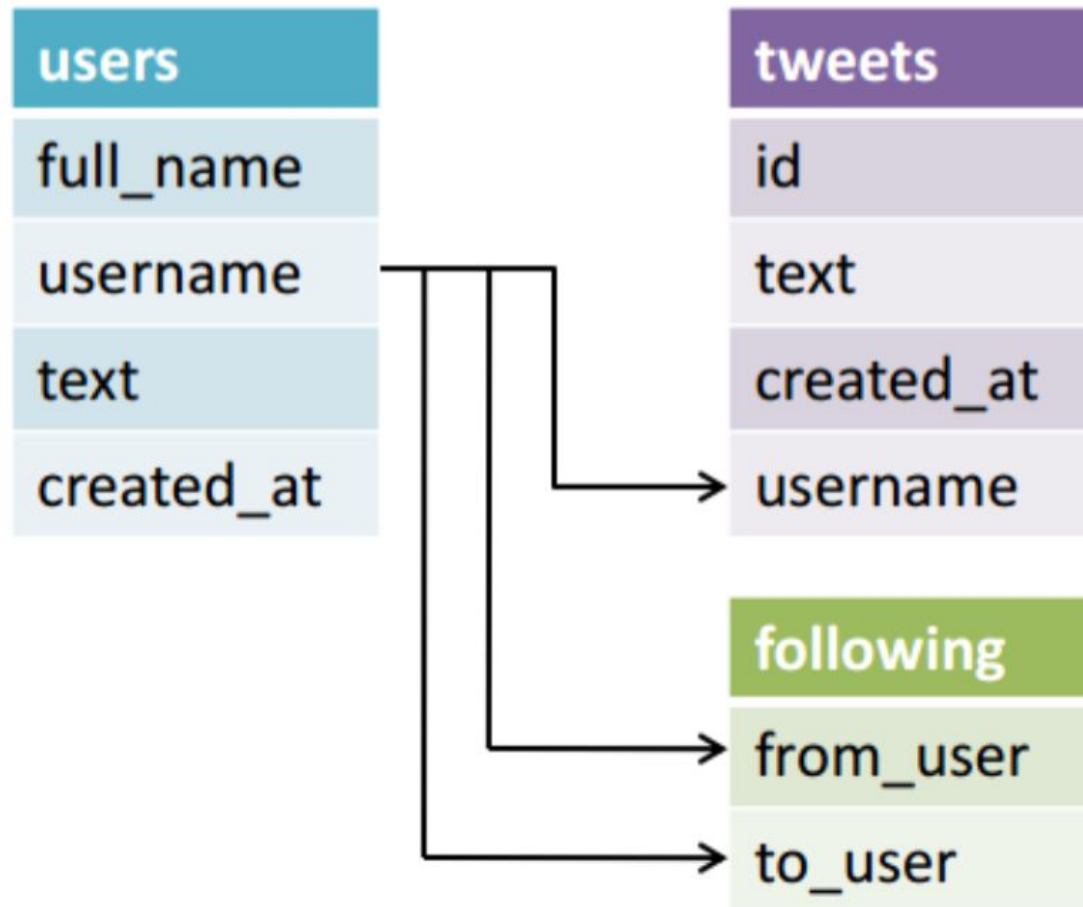 users
full_name
username
text
created_at
tweets
id
text
created_at
username
following
from_user
to_user